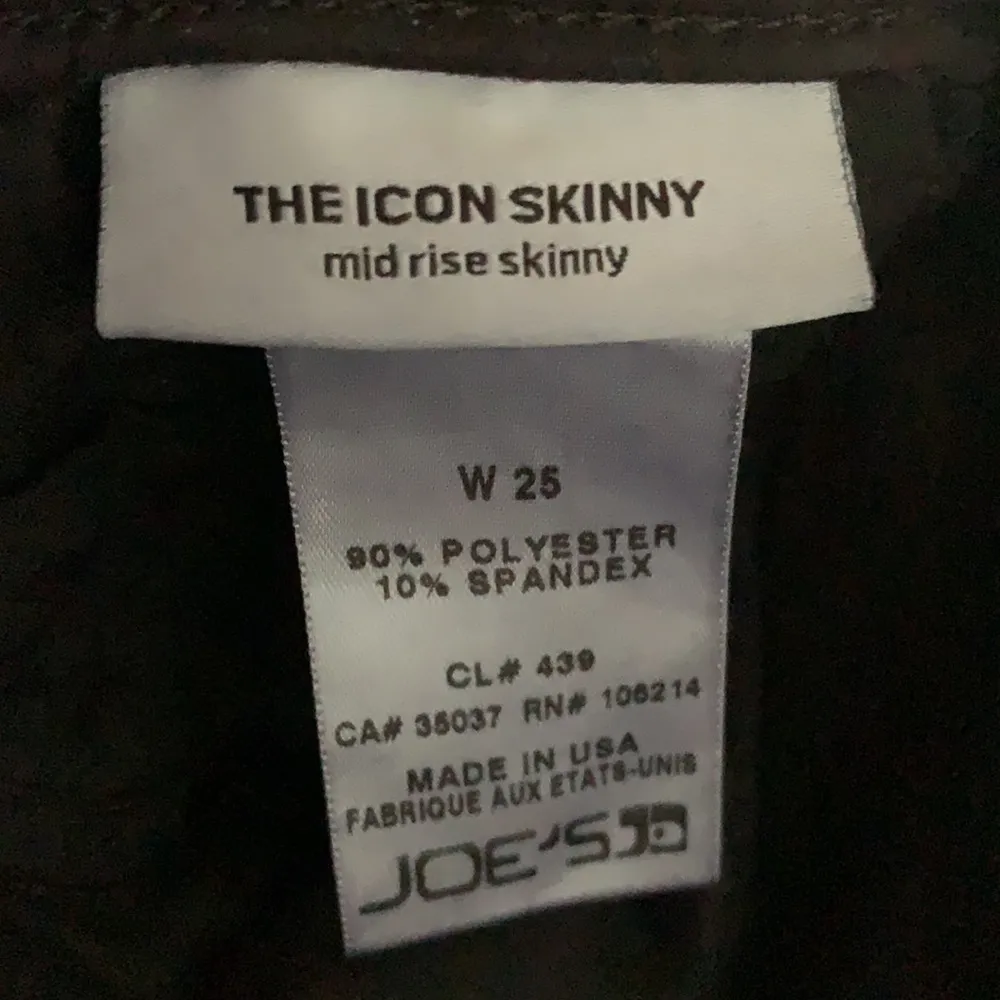 THE ICON SKINNY
mid rise skinny
W 25
90% POLYESTER
10% SPANDEX
CL# 439
CA# 35037 RN# 106214
MADE IN USA
FABRIQUE AUX ETATS-UNIS
JOE'S